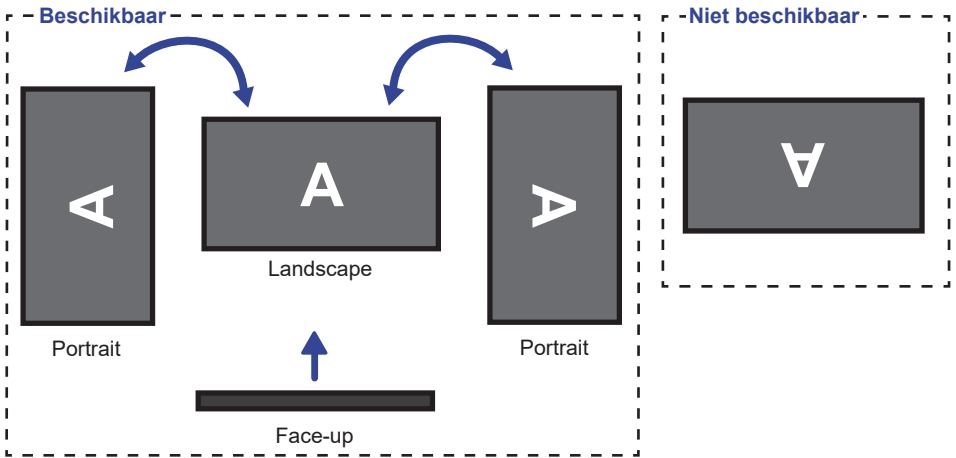 Beschikbaar
Niet beschikbaar
A
A
A
A
Landscape
Portrait
Portrait
Face-up